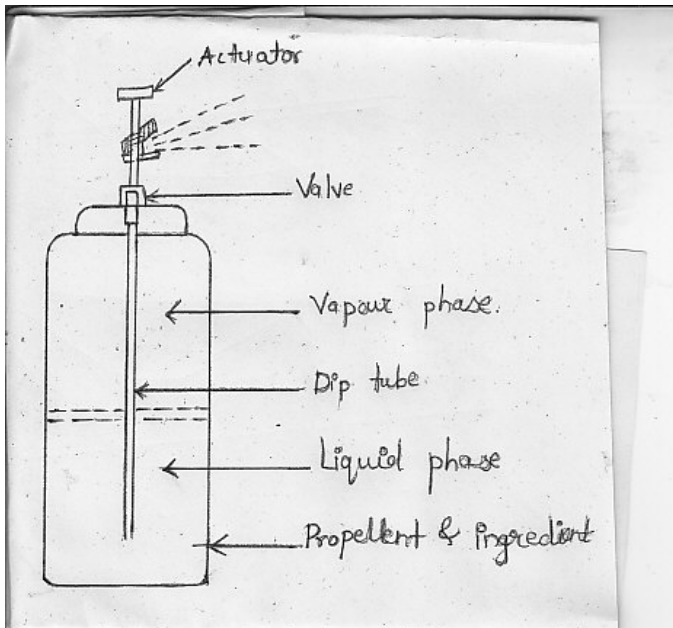 Actuator
Valve
Vapour phase.
Dip tube
Liquid phase
Propellent & ingredient